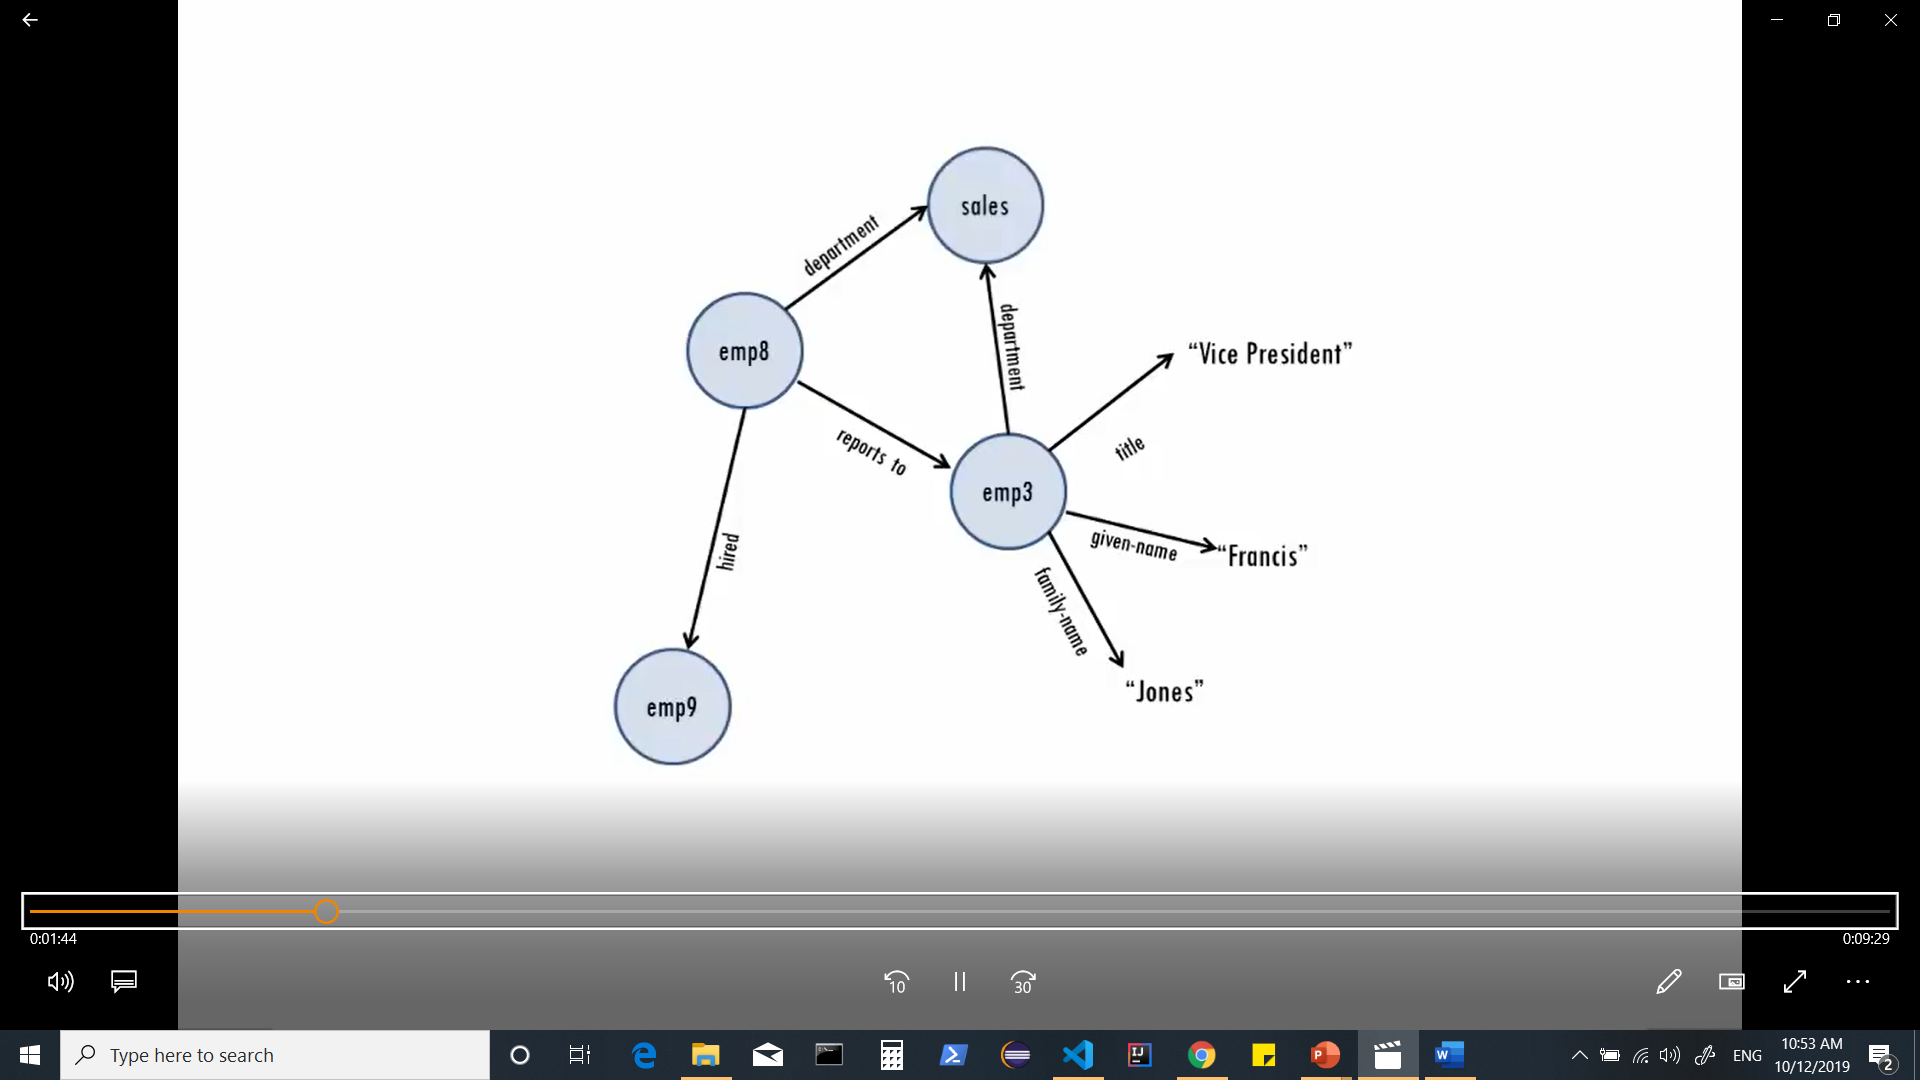 sales
department
department
emp8
"Vice President"
reports to
title
emp3
given-name
"Francis"
hired
family-name
"Jones"
emp9
0:01:44
0:09:29
10
30
Type here to search
ENG
10:53 AM
10/12/2019
2